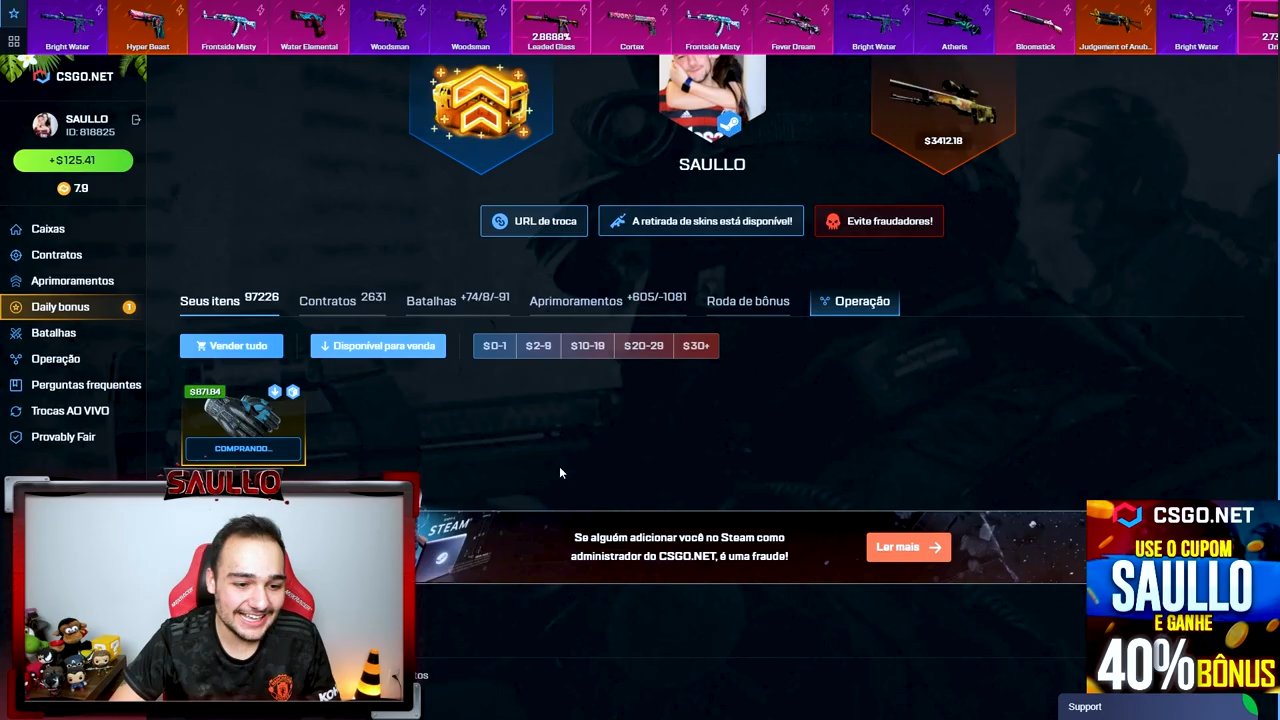 Bright Water
Hyper Beast
Frontside Misty
Water Elemental
Woodsman
Woodsman
2.8688%
Leaded Glass
Cortex
Frontside Misty
Fever Dream
Bright Water
Atheris
Bloomstick
Judgement of Anub...
Bright Water
CSGO.NET
SAULLO
ID: 818825
+$125.41
7.9
Caixas
Contratos
Aprimoramentos
Daily bonus 1
Batalhas
Operação
Perguntas frequentes
Trocas AO VIVO
Provably Fair
$3412.18
SAULLO
URL de troca
A retirada de skins está disponível!
Evite fraudadores!
Seus itens 97226
Contratos 2631
Batalhas +74/8/-91
Aprimoramentos +605/-1081
Roda de bônus
Operação
Vender tudo
Disponível para venda
$0-1
$2-9
$10-19
$20-29
$30+
$871.84
COMPRANDO...
SAULLO
STEAM
Se alguém adicionar você no Steam como
administrador do CSGO.NET, é uma fraude!
Ler mais
CSGO.NET
USE O CUPOM
SAULLO
E GANHE
40% BÔNUS
Support